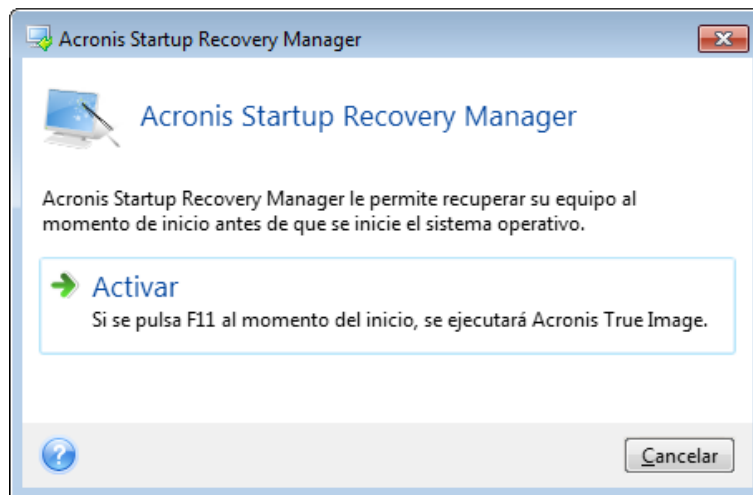 Acronis Startup Recovery Manager
Acronis Startup Recovery Manager
Acronis Startup Recovery Manager le permite recuperar su equipo al
momento de inicio antes de que se inicie el sistema operativo.
Activar
Si se pulsa F11 al momento del inicio, se ejecutará Acronis True Image.
Cancelar